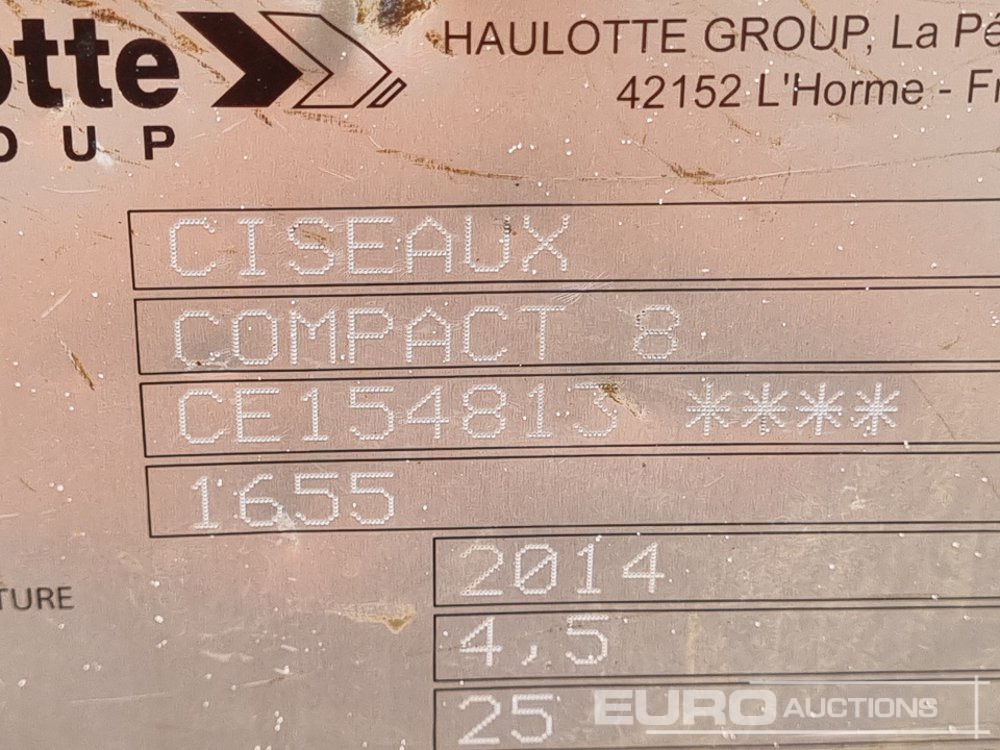 otte
OUP
HAULOTTE GROUP, La Pé
42152 L'Horme - Fr
CISEAUX
COMPACT 8
CE154813 ****
1655
TURE
2014
4,5
25
EURO AUCTIONS